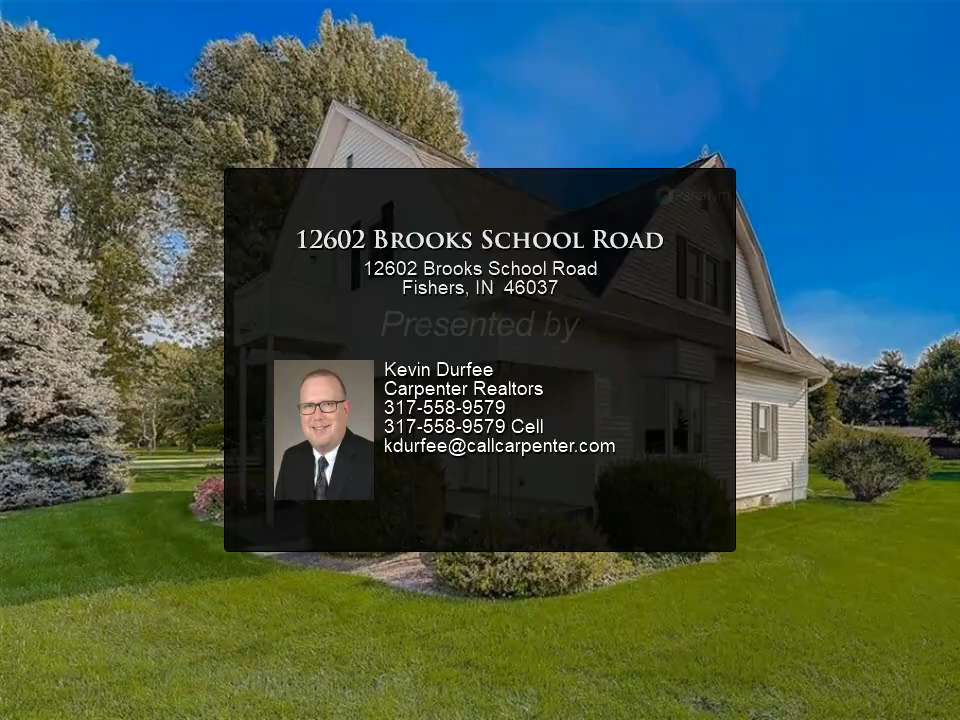 Paradym
12602 Brooks School Road
12602 Brooks School Road
Fishers, IN 46037
Presented by
Kevin Durfee
Carpenter Realtors
317-558-9579
317-558-9579 Cell
kdurfee@callcarpenter.com